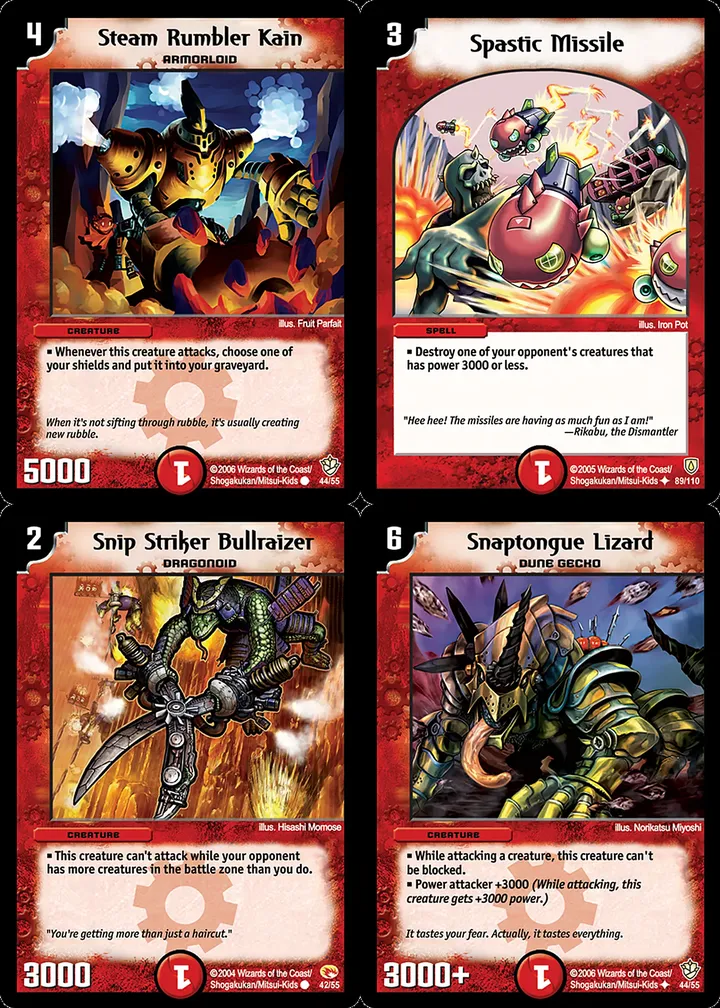 4
Steam Rumbler Kain
ARMORLOID
CREATURE
illus. Fruit Parfait
▪ Whenever this creature attacks, choose one of
your shields and put it into your graveyard.
When it's not sifting through rubble, it's usually creating
new rubble.
5000
1
©2006 Wizards of the Coast/
Shogakukan/Mitsui-Kids ● 44/55
3
Spastic Missile
SPELL
illus. Iron Pot
▪ Destroy one of your opponent's creatures that
has power 3000 or less.
"Hee hee! The missiles are having as much fun as I am!"
—Rikabu, the Dismantler
1
©2005 Wizards of the Coast/
Shogakukan/Mitsui-Kids ✦ 89/110
2
Snip Striker Bullraizer
DRAGONOID
CREATURE
illus. Hisashi Momose
▪ This creature can't attack while your opponent
has more creatures in the battle zone than you do.
"You're getting more than just a haircut."
3000
1
©2004 Wizards of the Coast/
Shogakukan/Mitsui-Kids ● 42/55
6
Snaptongue Lizard
DUNE GECKO
CREATURE
illus. Norikatsu Miyoshi
▪ While attacking a creature, this creature can't
be blocked.
▪ Power attacker +3000 (While attacking, this
creature gets +3000 power.)
It tastes your fear. Actually, it tastes everything.
3000+
1
©2006 Wizards of the Coast/
Shogakukan/Mitsui-Kids ✦ 44/55